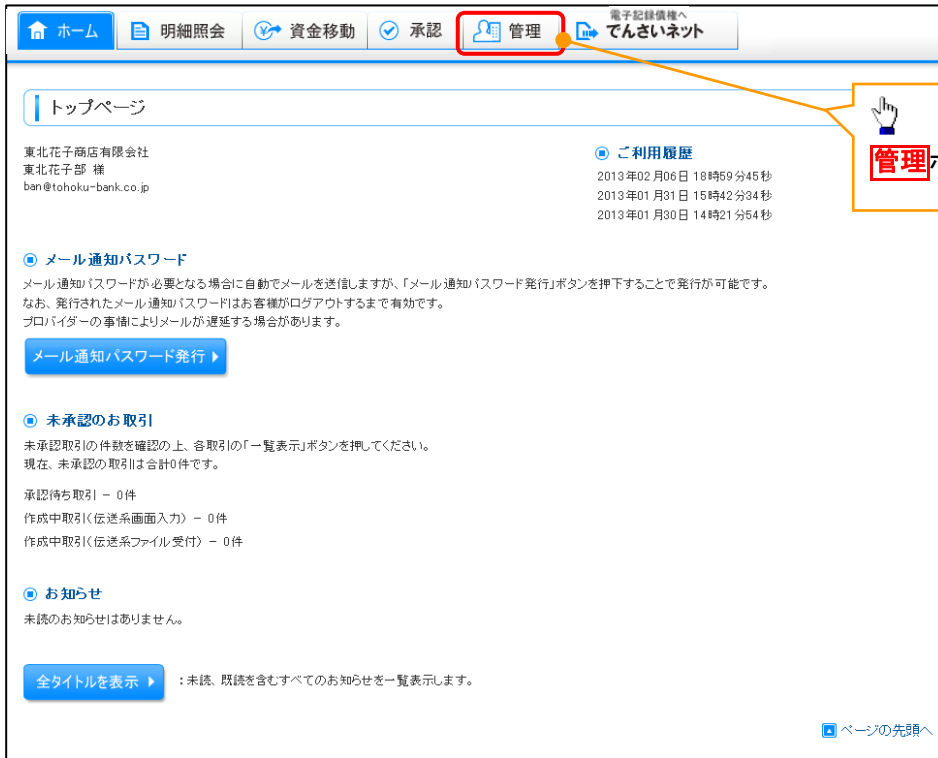 ホーム 明細照会 資金移動 承認 管理 電子記録債権へ
でんさいネット
トップページ
管理
東北花子商店有限会社
東北花子部 様
ban@tohoku-bank.co.jp
ご利用履歴
2013年02月06日 18時59分45秒
2013年01月31日 15時42分34秒
2013年01月30日 14時21分54秒
メール通知パスワード
メール通知パスワードが必要となる場合に自動でメールを送信しますが、「メール通知パスワード発行」ボタンを押下することで発行が可能です。
なお、発行されたメール通知パスワードはお客様がログアウトするまで有効です。
プロバイダーの事情によりメールが遅延する場合があります。
メール通知パスワード発行
未承認のお取引
未承認取引の件数を確認の上、各取引の「一覧表示」ボタンを押してください。
現在、未承認の取引は合計0件です。
承認待ち取引 － 0件
作成中取引(伝送系画面入力) － 0件
作成中取引(伝送系ファイル受付) － 0件
お知らせ
未読のお知らせはありません。
全タイトルを表示 ：未読、既読を含むすべてのお知らせを一覧表示します。
ページの先頭へ